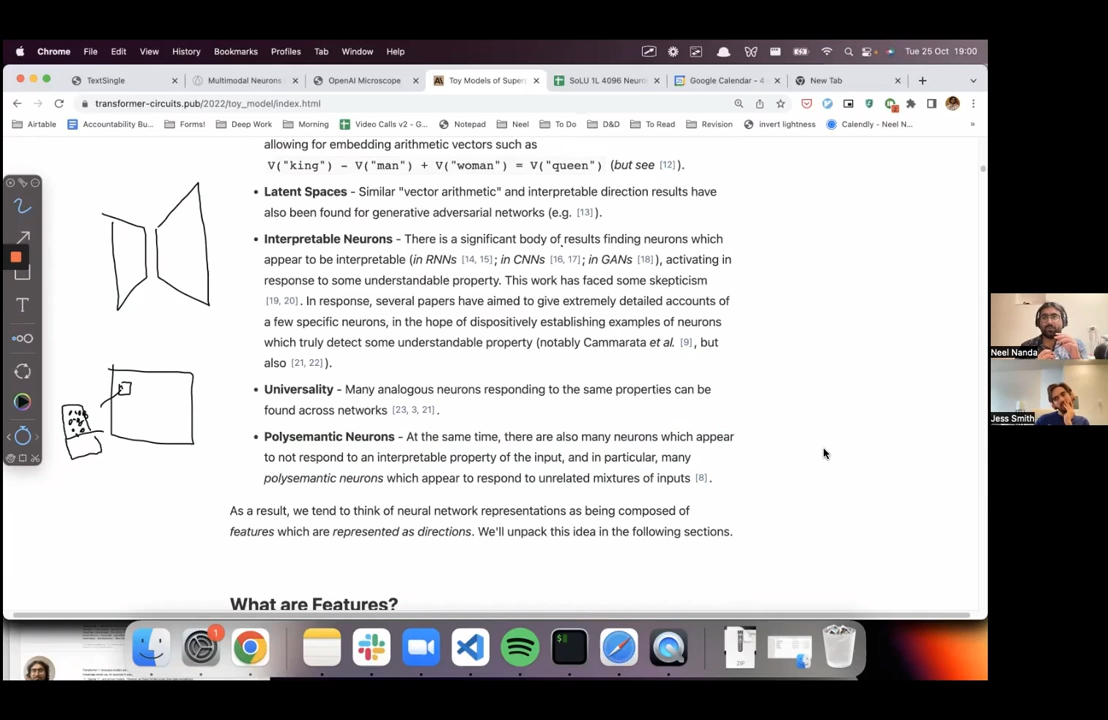 Chrome File Edit View History Bookmarks Profiles Tab Window Help Tue 25 Oct 19:00
TextSingle Multimodal Neurons OpenAI Microscope Toy Models of Super SoLU 1L 4096 Neuro Google Calendar - 4 New Tab
transformer-circuits.pub/2022/toy_model/index.html
Airtable Accountability Bu... Forms! Deep Work Morning Video Calls v2 - G... Notepad Neel To Do D&D To Read Revision invert lightness Calendly - Neel N...
allowing for embedding arithmetic vectors such as
V("king") - V("man") + V("woman") = V("queen") (but see [12]).
• Latent Spaces - Similar "vector arithmetic" and interpretable direction results have
also been found for generative adversarial networks (e.g. [13]).
• Interpretable Neurons - There is a significant body of results finding neurons which
appear to be interpretable (in RNNs [14, 15]; in CNNs [16, 17]; in GANs [18]), activating in
response to some understandable property. This work has faced some skepticism
[19, 20]. In response, several papers have aimed to give extremely detailed accounts of
a few specific neurons, in the hope of dispositively establishing examples of neurons
which truly detect some understandable property (notably Cammarata et al. [9], but
also [21, 22]).
• Universality - Many analogous neurons responding to the same properties can be
found across networks [23, 3, 21].
• Polysemantic Neurons - At the same time, there are also many neurons which appear
to not respond to an interpretable property of the input, and in particular, many
polysemantic neurons which appear to respond to unrelated mixtures of inputs [8].
As a result, we tend to think of neural network representations as being composed of
features which are represented as directions. We'll unpack this idea in the following sections.
What are Features?
T
Neel Nanda
Jess Smith
1
ZIP